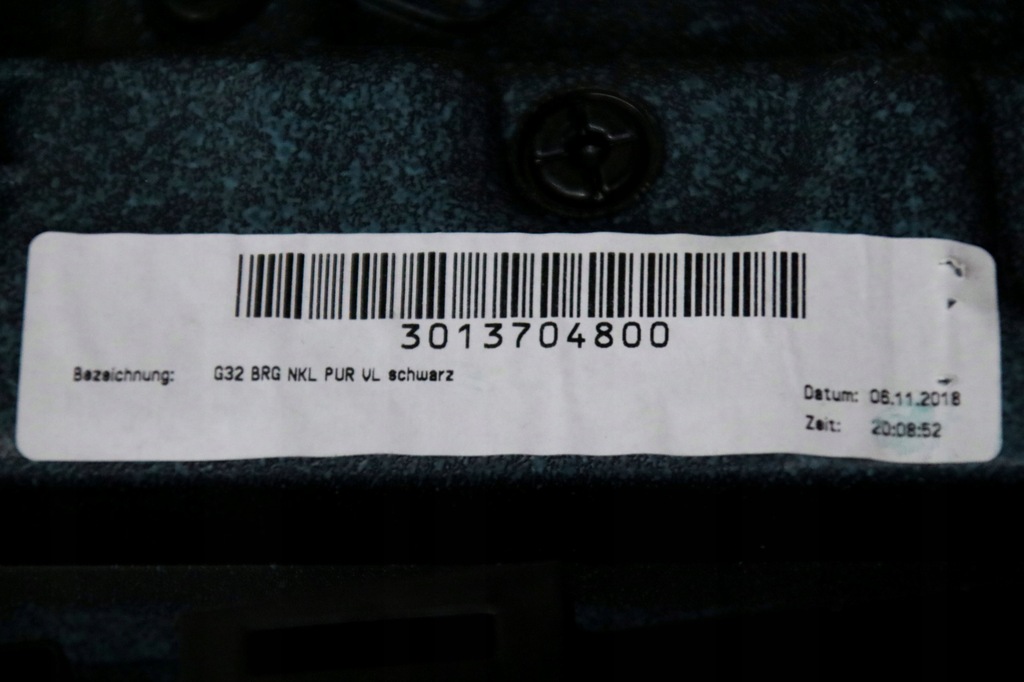 3013704800
Bezeichnung: G32 BRG NKL PUR VL schwarz
Datum: 06.11.2018
Zeit: 20:08:52